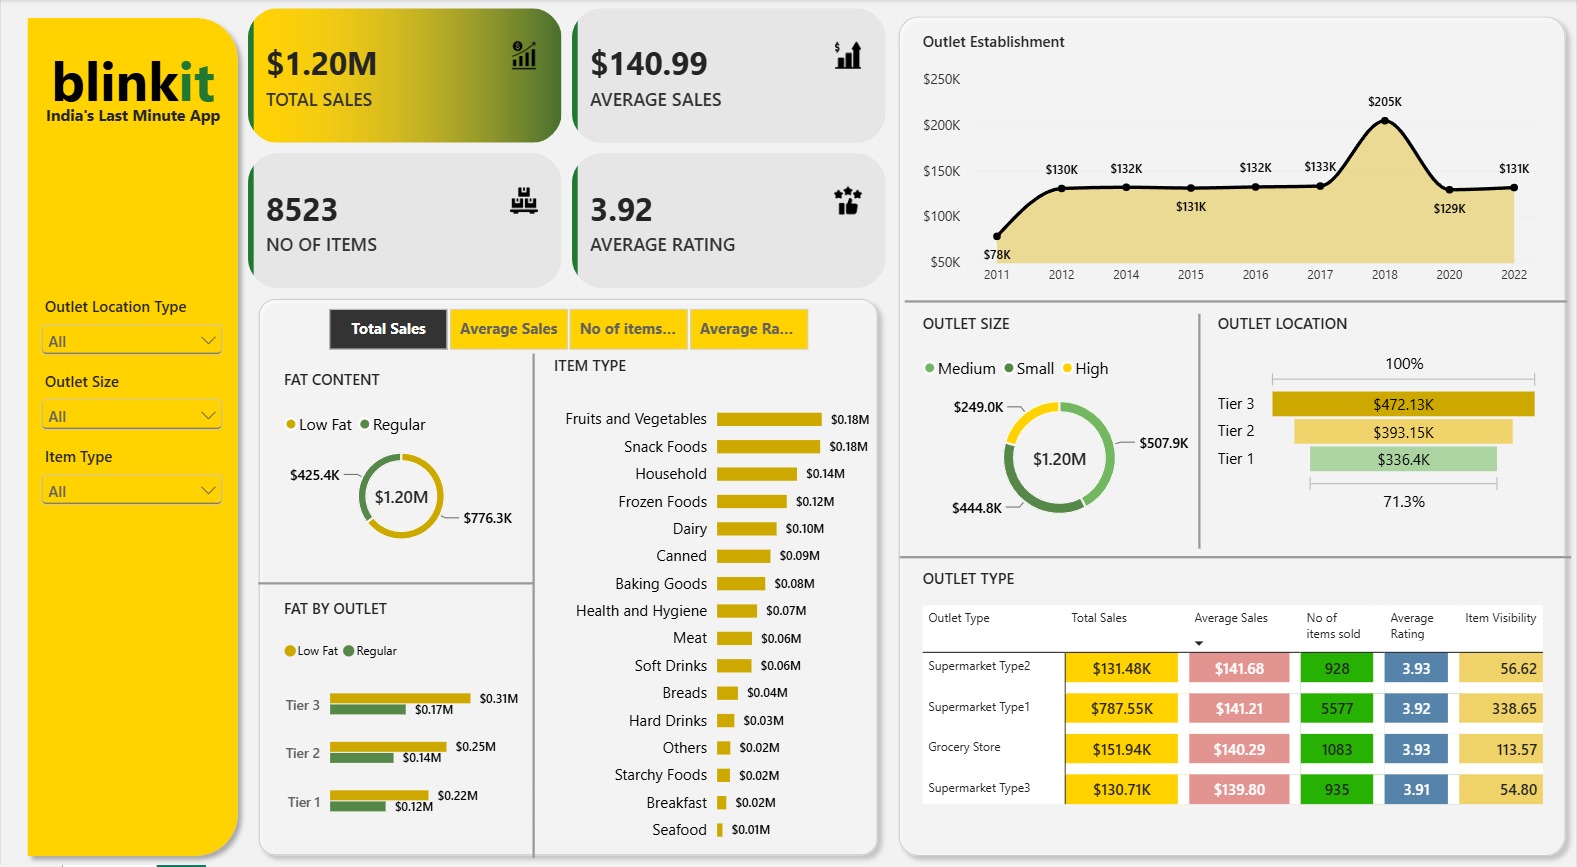 blinkit
India's Last Minute App
Outlet Location Type
All
Outlet Size
All
Item Type
All
$1.20M
TOTAL SALES
$140.99
AVERAGE SALES
8523
NO OF ITEMS
3.92
AVERAGE RATING
Total Sales
Average Sales
No of items...
Average Ra...
FAT CONTENT
Low Fat
Regular
$425.4K
$1.20M
$776.3K
FAT BY OUTLET
Low Fat
Regular
Tier 3
$0.31M
$0.17M
Tier 2
$0.25M
$0.14M
Tier 1
$0.22M
$0.12M
ITEM TYPE
Fruits and Vegetables $0.18M
Snack Foods $0.18M
Household $0.14M
Frozen Foods $0.12M
Dairy $0.10M
Canned $0.09M
Baking Goods $0.08M
Health and Hygiene $0.07M
Meat $0.06M
Soft Drinks $0.06M
Breads $0.04M
Hard Drinks $0.03M
Others $0.02M
Starchy Foods $0.02M
Breakfast $0.02M
Seafood $0.01M
Outlet Establishment
$250K
$200K
$150K
$100K
$50K
$78K
$130K
$132K
$131K
$132K
$133K
$205K
$129K
$131K
2011 2012 2014 2015 2016 2017 2018 2020 2022
OUTLET SIZE
Medium Small High
$249.0K
$507.9K
$1.20M
$444.8K
OUTLET LOCATION
100%
Tier 3 $472.13K
Tier 2 $393.15K
Tier 1 $336.4K
71.3%
OUTLET TYPE
Outlet Type Total Sales Average Sales No of items sold Average Rating Item Visibility
Supermarket Type2 $131.48K $141.68 928 3.93 56.62
Supermarket Type1 $787.55K $141.21 5577 3.92 338.65
Grocery Store $151.94K $140.29 1083 3.93 113.57
Supermarket Type3 $130.71K $139.80 935 3.91 54.80